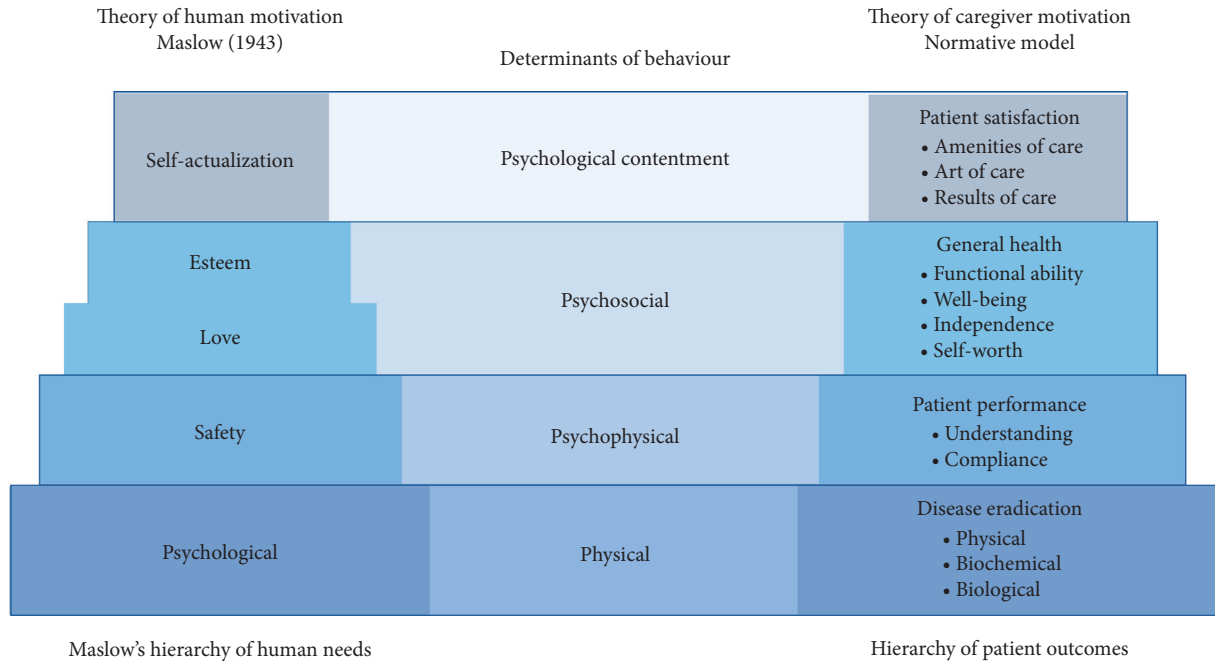 Theory of human motivation
Maslow (1943)
Determinants of behaviour
Theory of caregiver motivation
Normative model
Self-actualization
Psychological contentment
Patient satisfaction
• Amenities of care
• Art of care
• Results of care
Esteem
Love
Psychosocial
General health
• Functional ability
• Well-being
• Independence
• Self-worth
Safety
Psychophysical
Patient performance
• Understanding
• Compliance
Psychological
Physical
Disease eradication
• Physical
• Biochemical
• Biological
Maslow's hierarchy of human needs
Hierarchy of patient outcomes